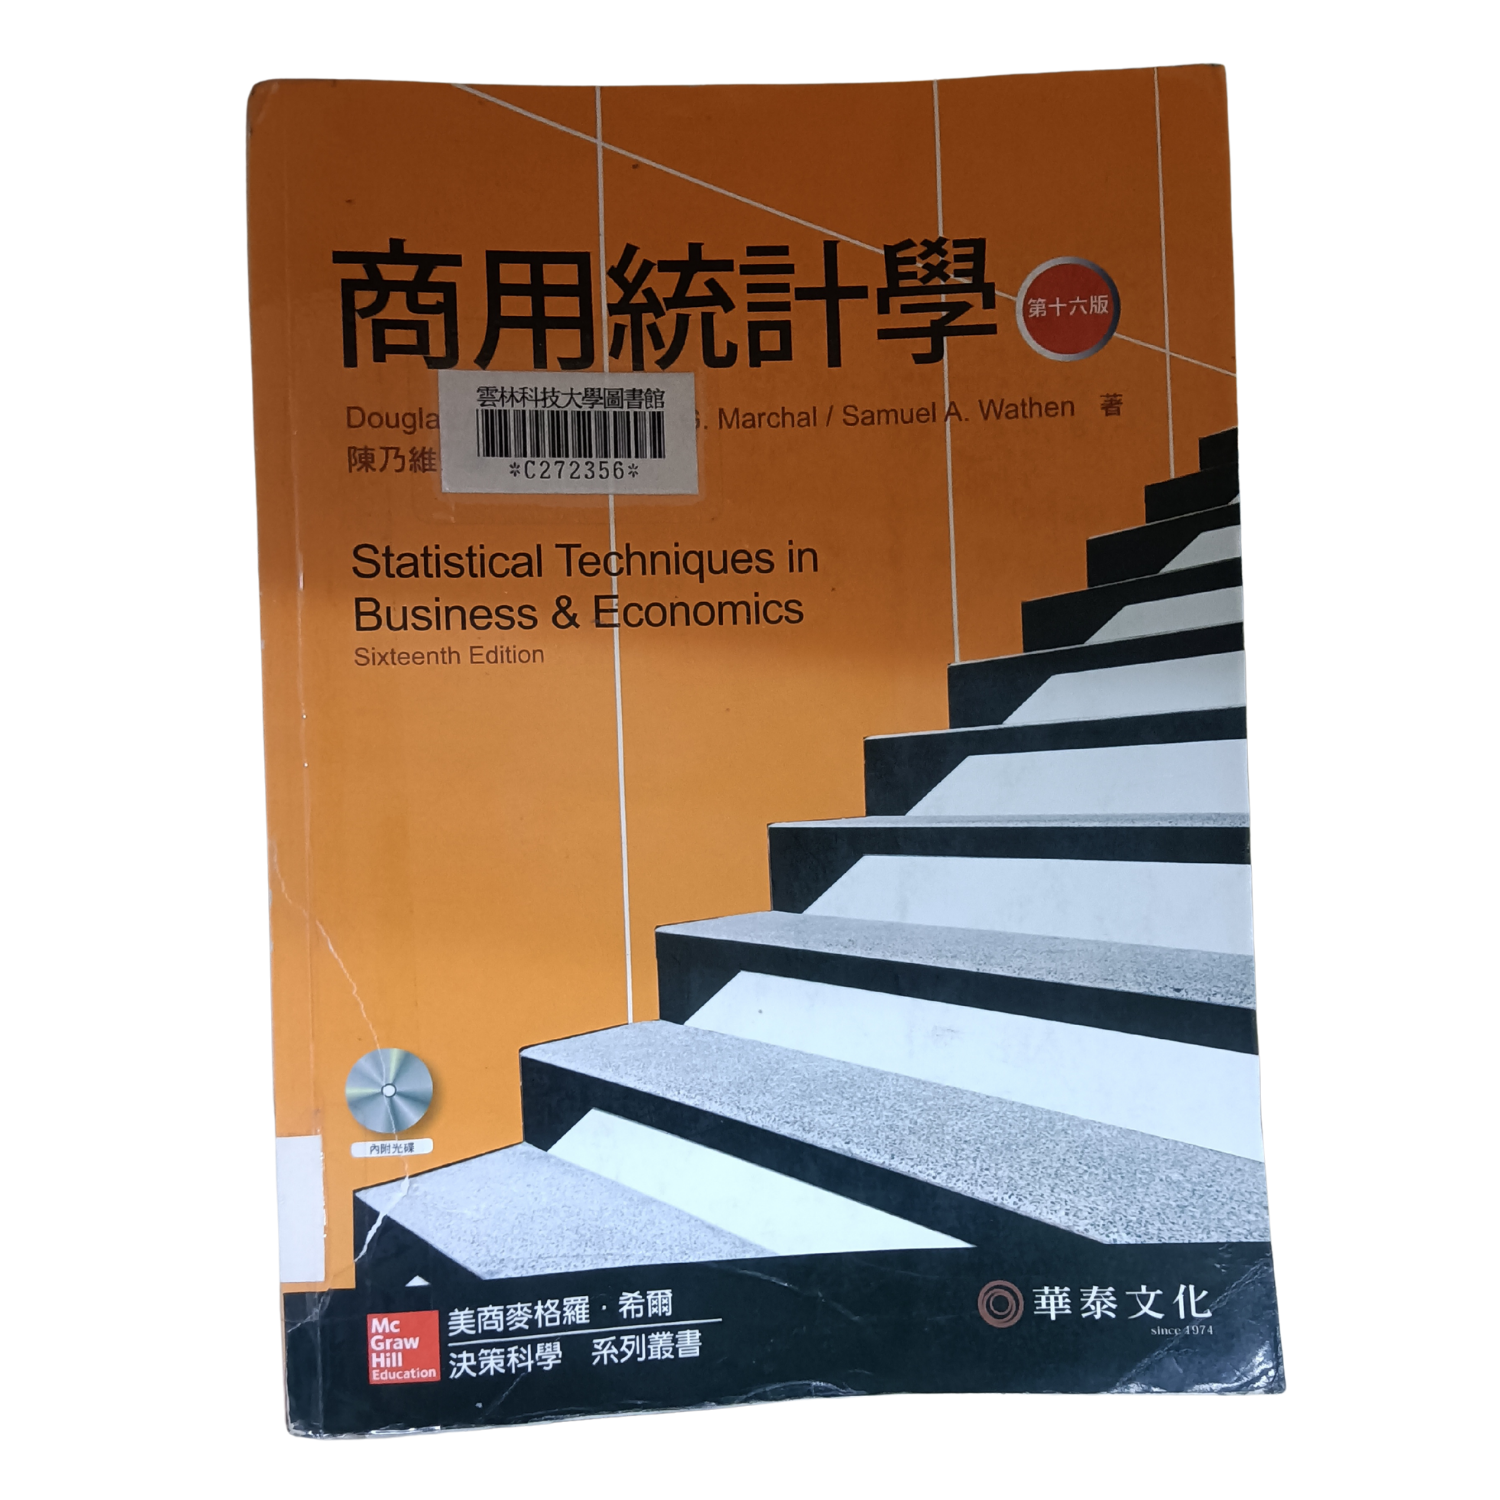 商用統計學
第十六版
Dougla
雲林科技大學圖書館
*C272356*
G. Marchal / Samuel A. Wathen 著
陳乃維
Statistical Techniques in
Business & Economics
Sixteenth Edition
內附光碟
Mc
Graw
Hill
Education
美商麥格羅．希爾
決策科學 系列叢書
華泰文化
since 1974